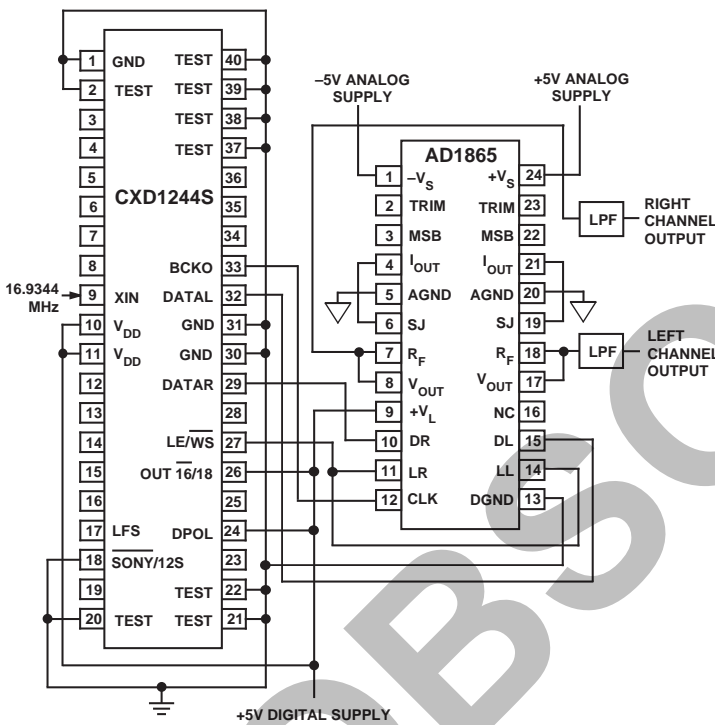 –5V ANALOG
SUPPLY
+5V ANALOG
SUPPLY
CXD1244S
1 GND
2 TEST
3
4
5
6
7
8
16.9344
MHz
9 XIN
10 VDD
11 VDD
12
13
14
15
16
17 LFS
18 SONY/12S
19
20 TEST
TEST 40
TEST 39
TEST 38
TEST 37
36
35
34
BCKO 33
DATAL 32
GND 31
GND 30
DATAR 29
28
LE/WS 27
OUT 16/18 26
25
DPOL 24
23
TEST 22
TEST 21
AD1865
1 –VS
2 TRIM
3 MSB
4 IOUT
5 AGND
6 SJ
7 RF
8 VOUT
9 +VL
10 DR
11 LR
12 CLK
+VS 24
TRIM 23
MSB 22
IOUT 21
AGND 20
SJ 19
RF 18
VOUT 17
NC 16
DL 15
LL 14
DGND 13
LPF
RIGHT
CHANNEL
OUTPUT
LPF
LEFT
CHANNEL
OUTPUT
+5V DIGITAL SUPPLY
OBSO